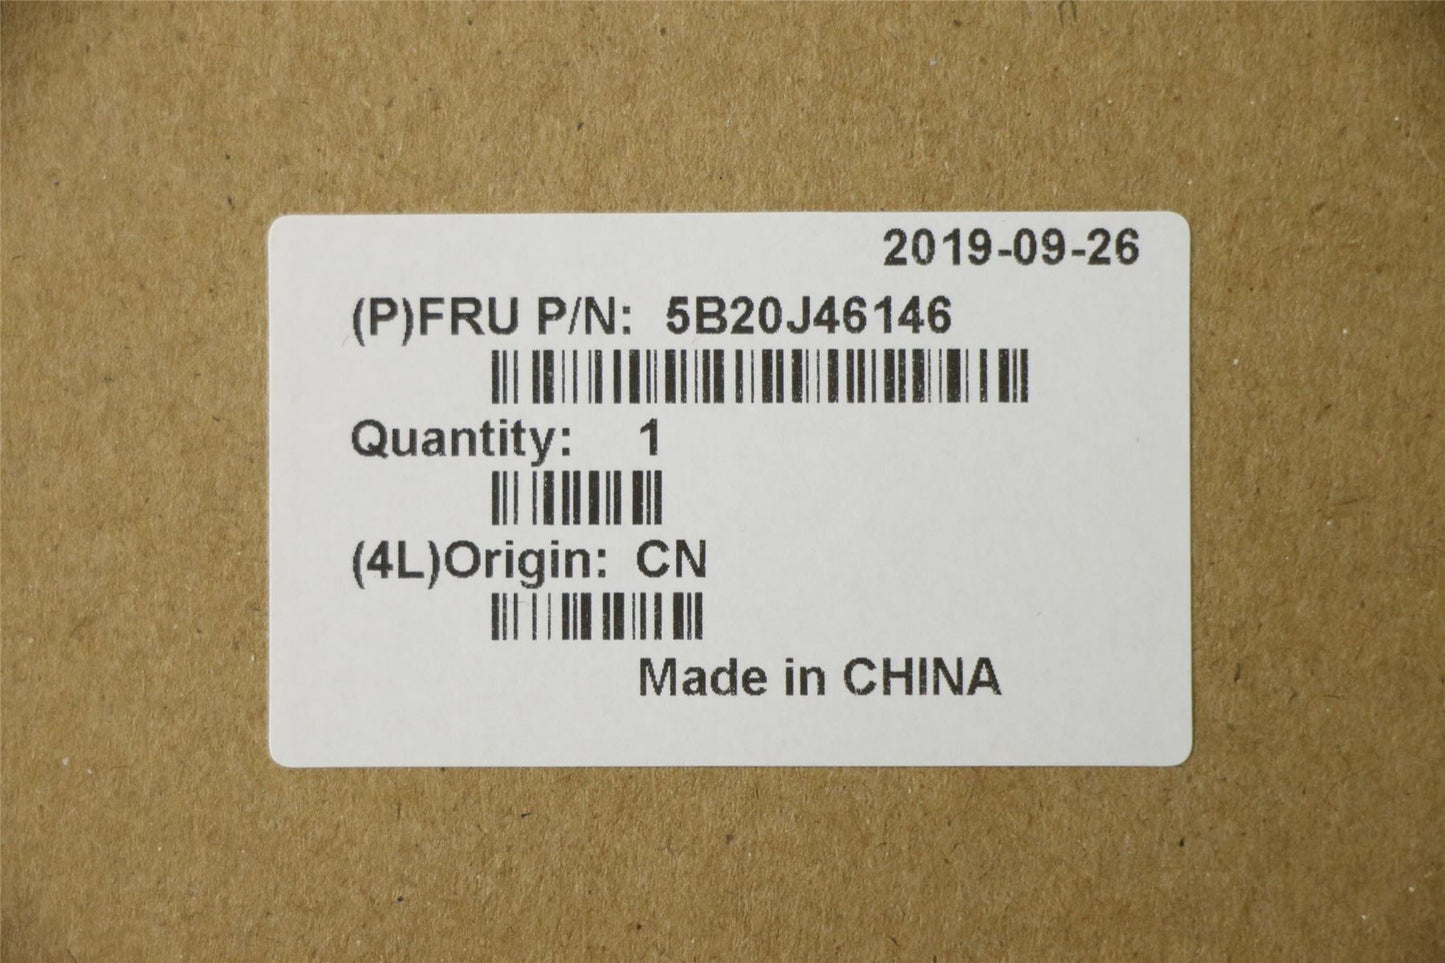 2019-09-26
(P)FRU P/N: 5B20J46146
Quantity: 1
(4L)Origin: CN
Made in CHINA